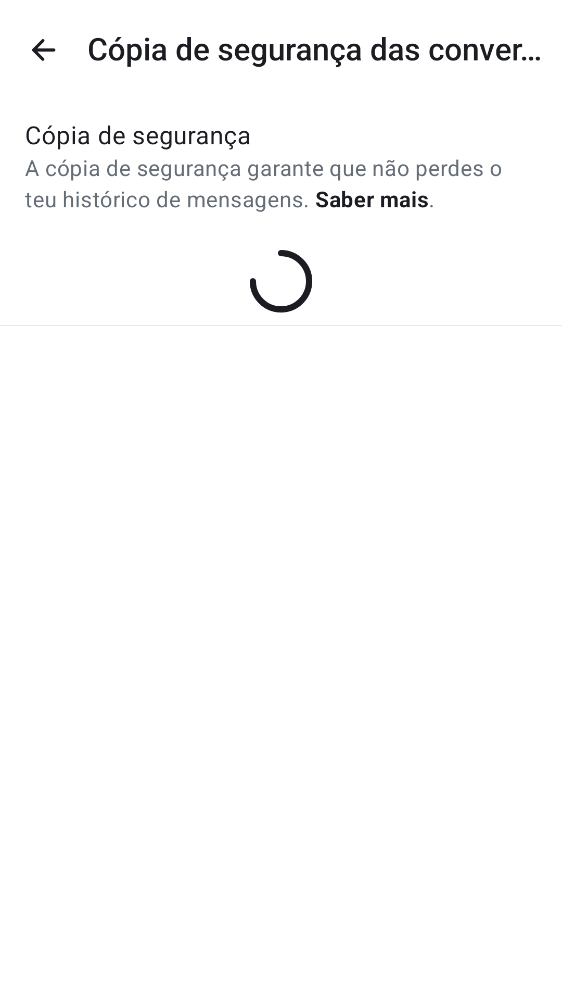 Cópia de segurança das conver...
Cópia de segurança
A cópia de segurança garante que não perdes o
teu histórico de mensagens. Saber mais.